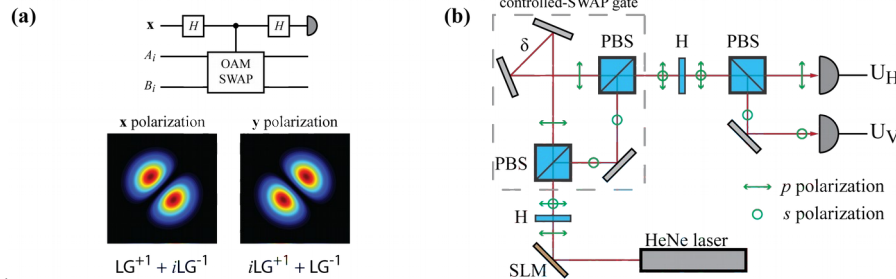 (a)
x
H
H
A_i
OAM
SWAP
B_i
x polarization
y polarization
LG^{+1} + iLG^{-1}
iLG^{+1} + LG^{-1}
(b)
controlled-SWAP gate
δ
PBS
H
PBS
U_H
PBS
U_V
H
p polarization
s polarization
HeNe laser
SLM